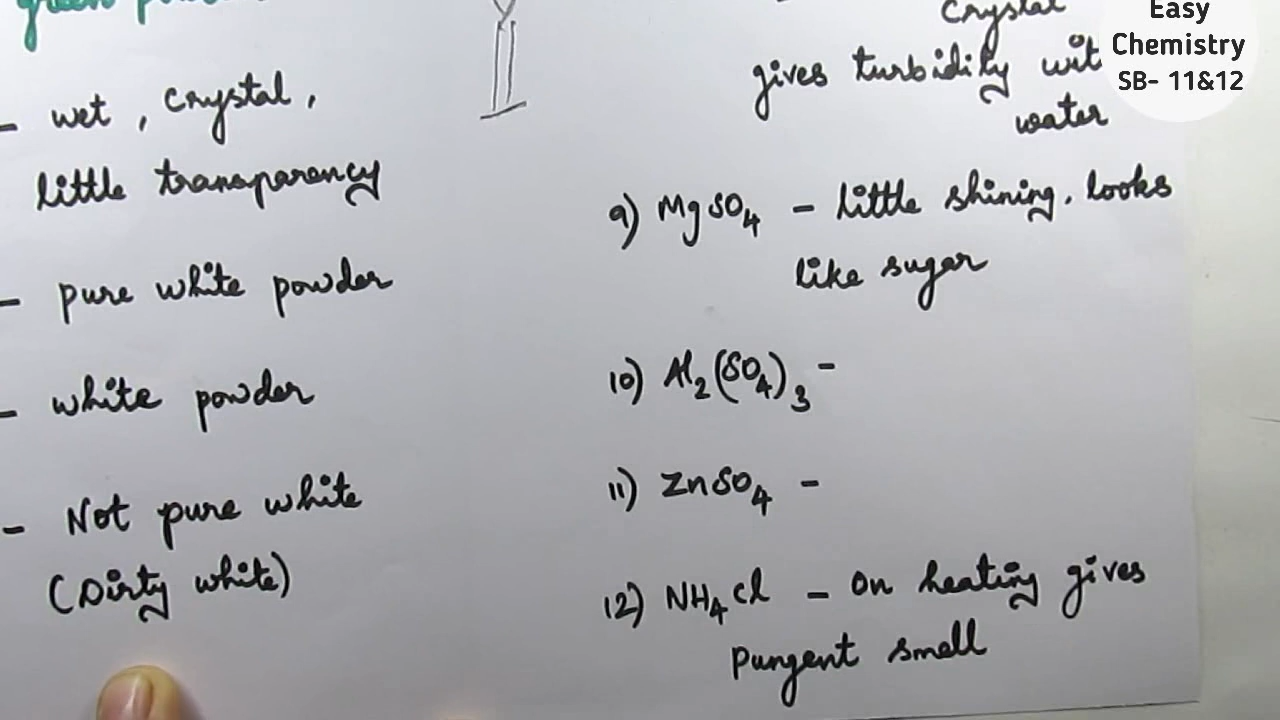 green
- wet, crystal,
little transparency
- pure white powder
- white powder
- Not pure white
(Dirty white)
Crystal
gives turbidity
water
9) MgSO4 - little shining. looks
like sugar
10) Al2(SO4)3 -
11) ZnSO4 -
12) NH4Cl - On heating gives
Pungent smell
Easy
Chemistry
SB- 11&12